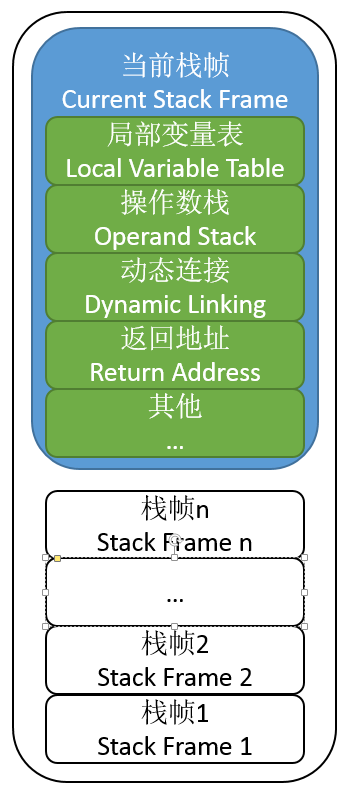 当前栈帧
Current Stack Frame
局部变量表
Local Variable Table
操作数栈
Operand Stack
动态连接
Dynamic Linking
返回地址
Return Address
其他
...
栈帧n
Stack Frame n
...
栈帧2
Stack Frame 2
栈帧1
Stack Frame 1